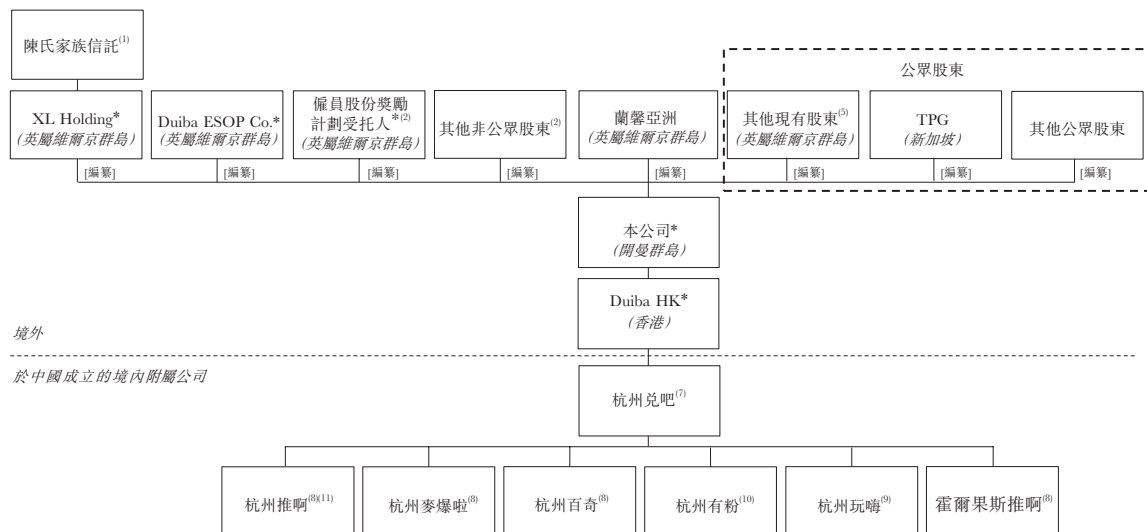 陳氏家族信託(1)
公眾股東
XL Holding*
(英屬維爾京群島)
Duiba ESOP Co.*
(英屬維爾京群島)
僱員股份獎勵
計劃受托人*(2)
(英屬維爾京群島)
其他非公眾股東(2)
蘭馨亞洲
(英屬維爾京群島)
其他現有股東(5)
(英屬維爾京群島)
TPG
(新加坡)
其他公眾股東
[編纂]
[編纂]
[編纂]
[編纂]
[編纂]
[編纂]
[編纂]
[編纂]
本公司*
(開曼群島)
Duiba HK*
(香港)
境外
於中國成立的境內附屬公司
杭州兑吧(7)
杭州推啊(8)(11)
杭州麥爆啦(8)
杭州百奇(8)
杭州有粉(10)
杭州玩嗨(9)
霍爾果斯推啊(8)